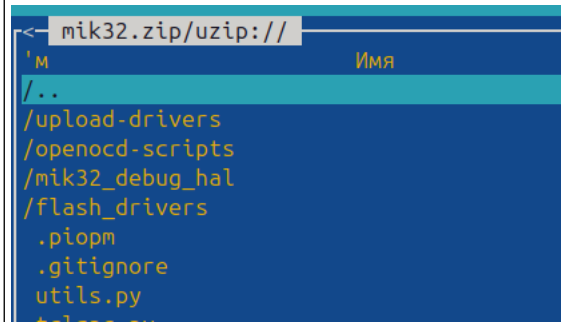 <– mik32.zip/uzip://
'м Имя
/..
/upload-drivers
/openocd-scripts
/mik32_debug_hal
/flash_drivers
.piopm
.gitignore
utils.py